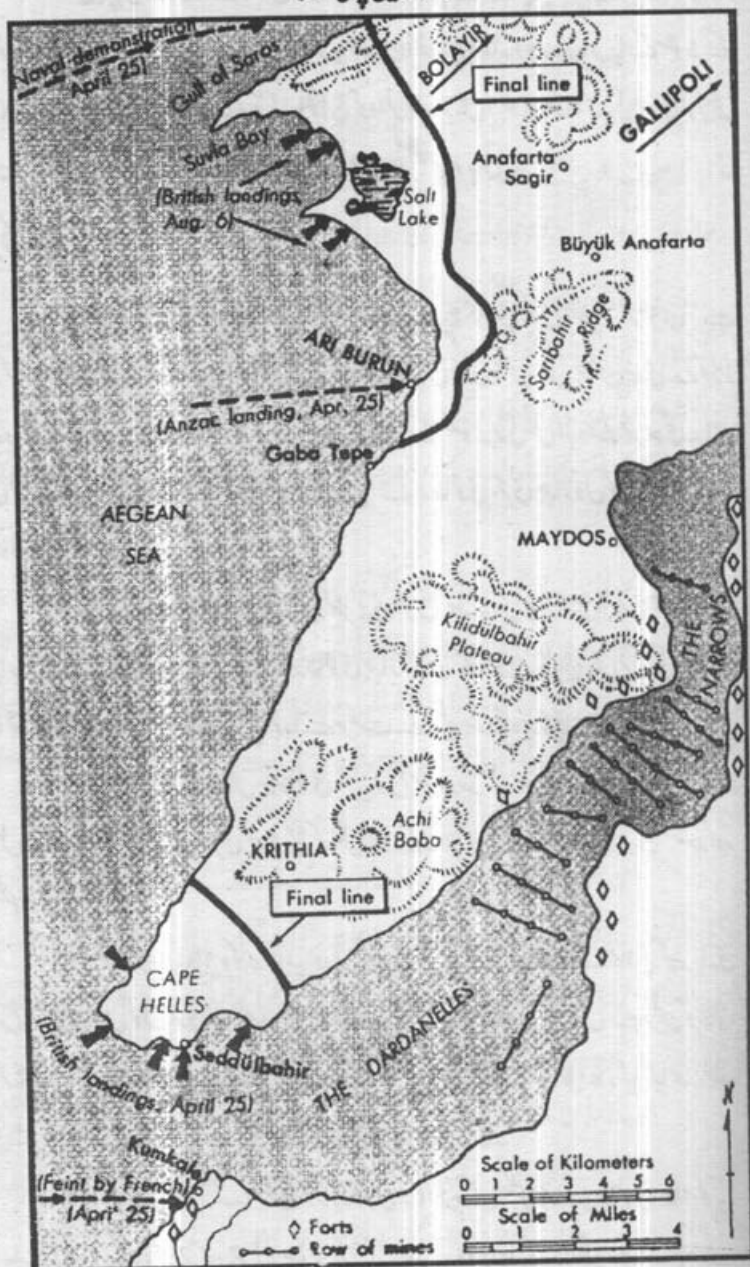 Naval demonstration
April 25)
Gulf of Saros
BOLAYIR
Final line
GALLIPOLI
Suvla Bay
Anafarta
Sagir
(British landings,
Aug. 6)
Salt
Lake
Büyük Anafarta
Sarıbahir
Ridge
ARI BURUN
(Anzac landing, Apr. 25)
Gaba Tepe
AEGEAN
SEA
MAYDOS
THE
NARROWS
Kilidulbahir
Plateau
Achi
Baba
KRITHIA
Final line
CAPE
HELLES
Seddülbahir
(British landings, April 25)
THE DARDANELLES
Kumkale
(Feint by French)
(April 25)
N
Scale of Kilometers
0 1 2 3 4 5 6
Scale of Miles
0 1 2 3 4
Forts
Row of mines